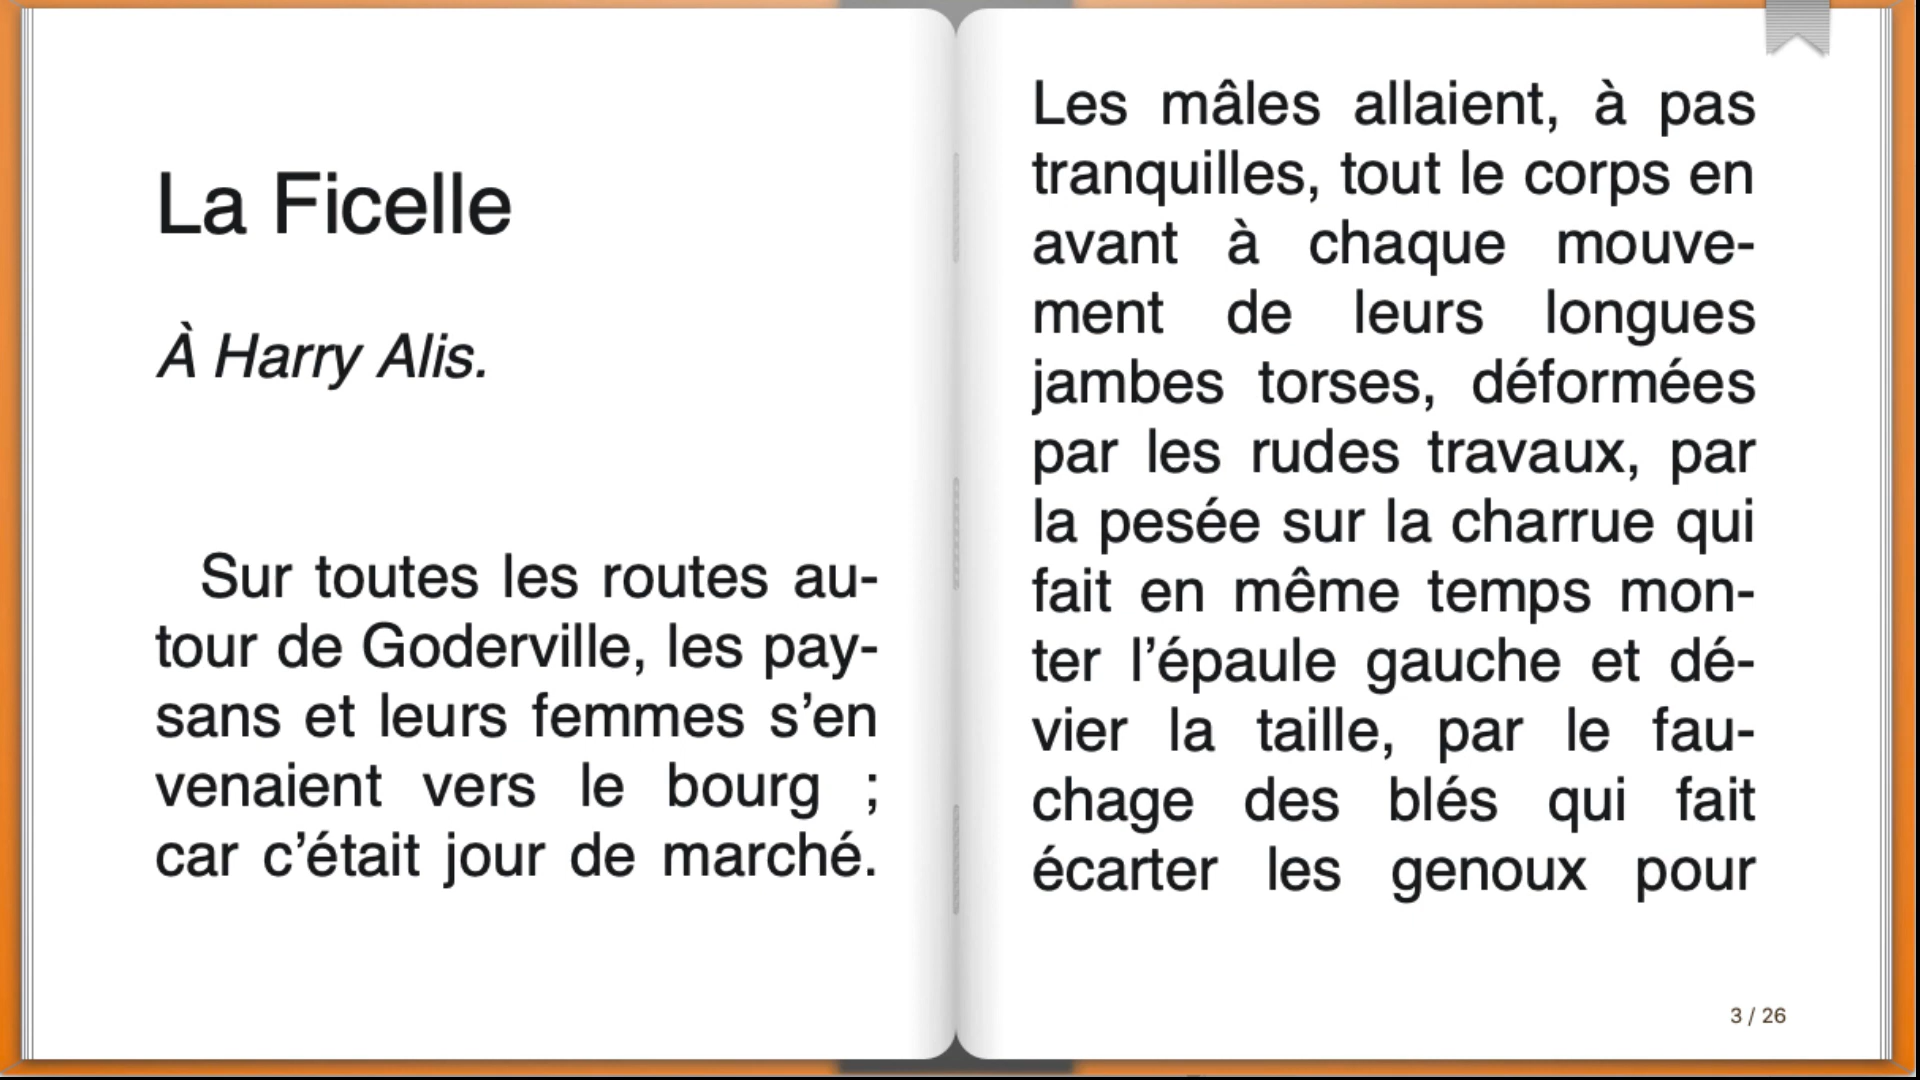 La Ficelle
À Harry Alis.
Sur toutes les routes au-
tour de Goderville, les pay-
sans et leurs femmes s’en
venaient vers le bourg ;
car c’était jour de marché.
Les mâles allaient, à pas
tranquilles, tout le corps en
avant à chaque mouve-
ment de leurs longues
jambes torses, déformées
par les rudes travaux, par
la pesée sur la charrue qui
fait en même temps mon-
ter l’épaule gauche et dé-
vier la taille, par le fau-
chage des blés qui fait
écarter les genoux pour
3 / 26